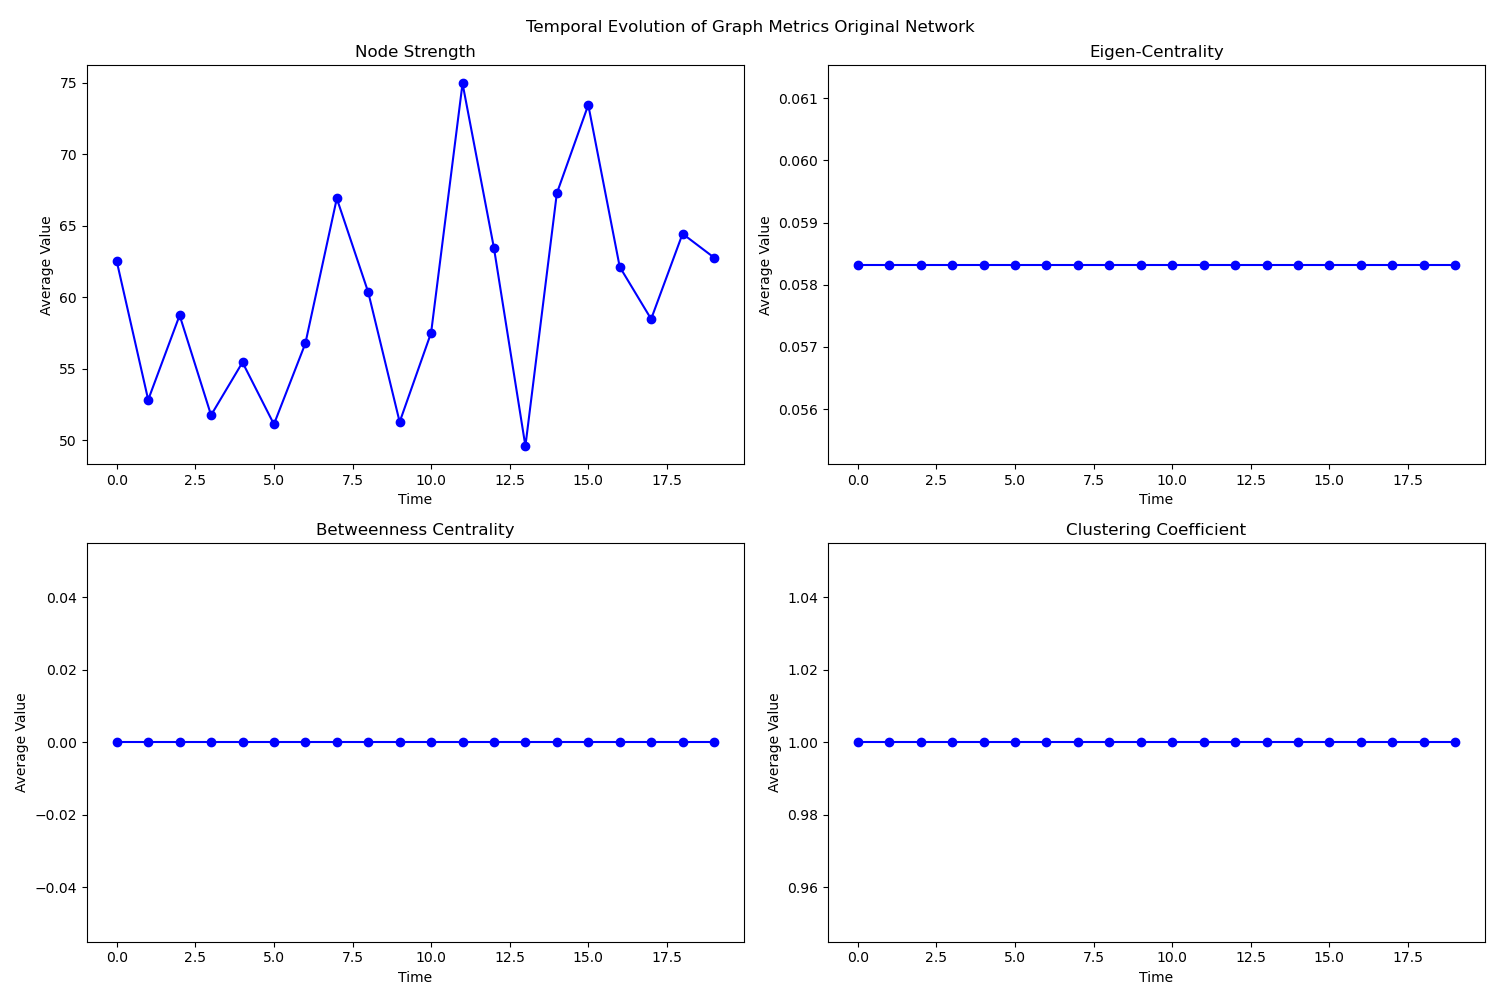 Temporal Evolution of Graph Metrics Original Network
Node Strength
75
70
65
60
55
50
Average Value
0.0 2.5 5.0 7.5 10.0 12.5 15.0 17.5
Time
Eigen-Centrality
0.061
0.060
0.059
0.058
0.057
0.056
Average Value
0.0 2.5 5.0 7.5 10.0 12.5 15.0 17.5
Time
Betweenness Centrality
0.04
0.02
0.00
−0.02
−0.04
Average Value
0.0 2.5 5.0 7.5 10.0 12.5 15.0 17.5
Time
Clustering Coefficient
1.04
1.02
1.00
0.98
0.96
Average Value
0.0 2.5 5.0 7.5 10.0 12.5 15.0 17.5
Time